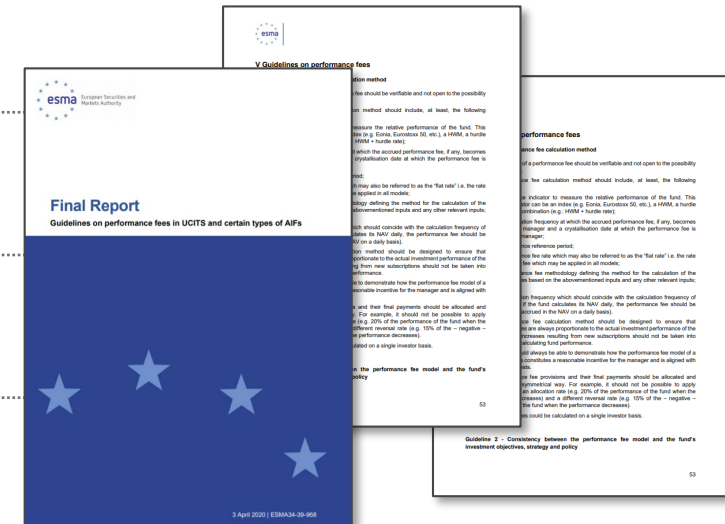 esma European Securities and
Markets Authority
Final Report
Guidelines on performance fees in UCITS and certain types of AIFs
3 April 2020 | ESMA34-39-968
esma
V Guidelines on performance fees
ation method
fee should be verifiable and not open to the possibility
on method should include, at least, the following
measure the relative performance of the fund. This
dex (e.g. Eonia, Eurostoxx 50, etc.), a HWM, a hurdle
HWM + hurdle rate);
at which the accrued performance fee, if any, becomes
crystallisation date at which the performance fee is
riod;
h may also be referred to as the "flat rate" i.e. the rate
e applied in all models;
dology defining the method for the calculation of the
abovementioned inputs and any other relevant inputs;
hich should coincide with the calculation frequency of
ulates its NAV daily, the performance fee should be
AV on a daily basis).
on method should be designed to ensure that
portionate to the actual investment performance of the
ng from new subscriptions should not be taken into
erformance.
e to demonstrate how the performance fee model of a
easonable incentive for the manager and is aligned with
and their final payments should be allocated and
y. For example, it should not be possible to apply
e (e.g. 20% of the performance of the fund when the
different reversal rate (e.g. 15% of the – negative –
e performance decreases).
ulated on a single investor basis.
n the performance fee model and the fund's
policy
53
performance fees
ance fee calculation method
of a performance fee should be verifiable and not open to the possibility
ce fee calculation method should include, at least, the following
e indicator to measure the relative performance of the fund. This
ator can be an index (e.g. Eonia, Eurostoxx 50, etc.), a HWM, a hurdle
ombination (e.g.: HWM + hurdle rate);
ation frequency at which the accrued performance fee, if any, becomes
manager and a crystallisation date at which the performance fee is
manager;
ce reference period;
ce fee rate which may also be referred to as the "flat rate" i.e. the rate
fee which may be applied in all models;
ance fee methodology defining the method for the calculation of the
es based on the abovementioned inputs and any other relevant inputs;
on frequency which should coincide with the calculation frequency of
if the fund calculates its NAV daily, the performance fee should be
accrued in the NAV on a daily basis).
ce fee calculation method should be designed to ensure that
es are always proportionate to the actual investment performance of the
ncreases resulting from new subscriptions should not be taken into
alculating fund performance.
uld always be able to demonstrate how the performance fee model of a
constitutes a reasonable incentive for the manager and is aligned with
sts.
ce fee provisions and their final payments should be allocated and
symmetrical way. For example, it should not be possible to apply
an allocation rate (e.g. 20% of the performance of the fund when the
creases) and a different reversal rate (e.g. 15% of the – negative –
the fund when the performance decreases).
es could be calculated on a single investor basis.
Guideline 2 - Consistency between the performance fee model and the fund's
investment objectives, strategy and policy
53